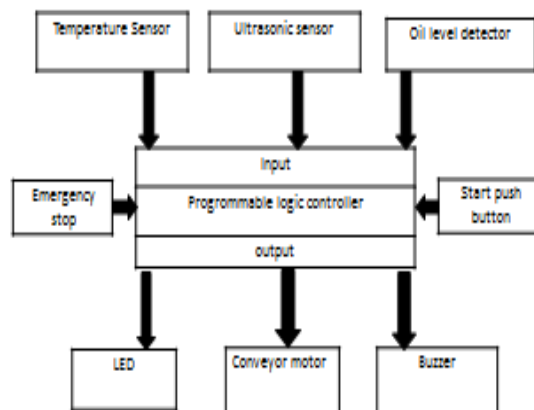 Temperature Sensor
Ultrasonic sensor
Oil level detector
Input
Emergency
stop
Programmable logic controller
Start push
button
output
LED
Conveyor motor
Buzzer